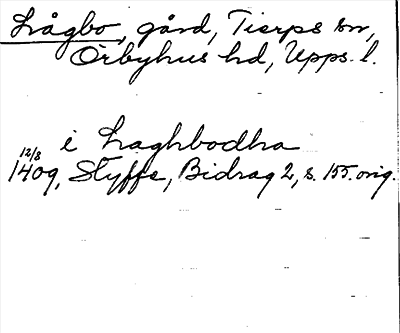 Lågbo, gård, Tierps sn,
Örbyhus hd, Upps. l.
i Laghbodha
12/8
1409, Styffe, Bidrag 2, s. 155. orig.